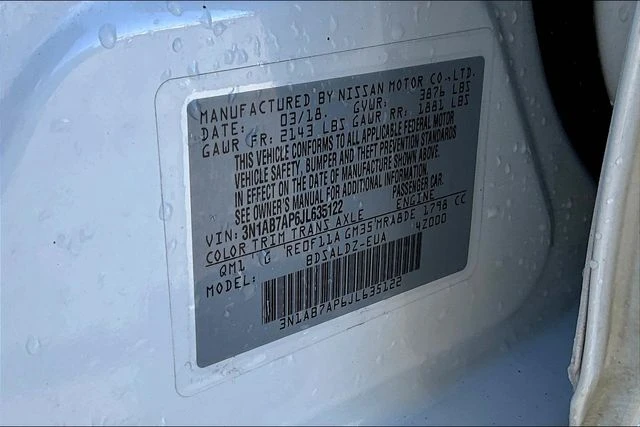 MANUFACTURED BY NISSAN MOTOR CO., LTD.
DATE: 03/18 GVWR: 3876 LBS
GAWR FR: 2143 LBS GAWR RR: 1881 LBS
THIS VEHICLE CONFORMS TO ALL APPLICABLE FEDERAL MOTOR
VEHICLE SAFETY, BUMPER AND THEFT PREVENTION STANDARDS
IN EFFECT ON THE DATE OF MANUFACTURE SHOWN ABOVE.
SEE OWNER'S MANUAL FOR ADDITIONAL INFORMATION.
VIN: 3N1AB7AP6JL635122 PASSENGER CAR.
COLOR TRIM TRANS AXLE ENGINE
QM1 G RE0F11A GM35 MRA8DE 1798 CC
MODEL: BDSALDZ-EUA 42000
3N1AB7AP6JL635122